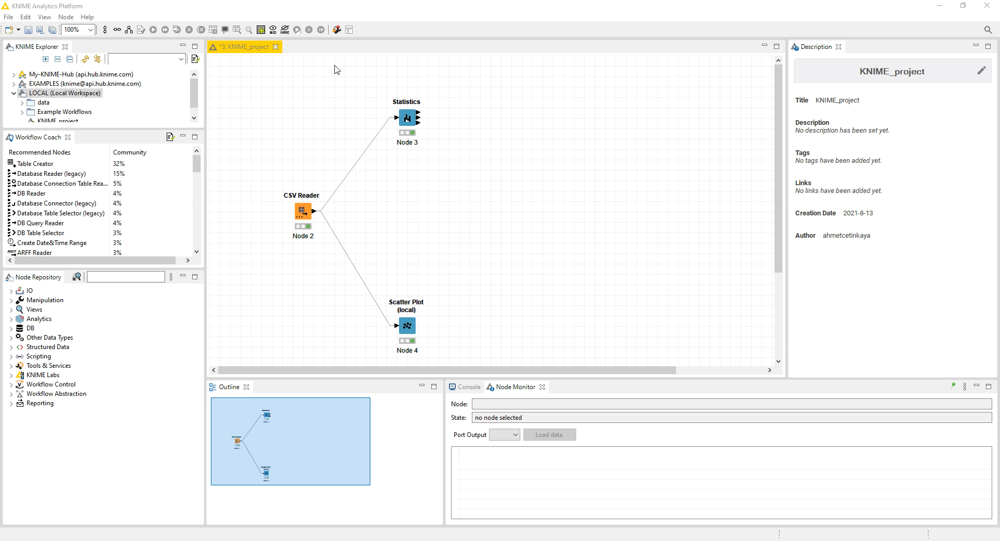 KNIME Analytics Platform
File Edit View Node Help
100%
#ID
NAME
KNIME Explorer
My-KNIME-Hub (api.hub.knime.com)
EXAMPLES (knime@api.hub.knime.com)
LOCAL (Local Workspace)
data
Example Workflows
KNIME_project
Workflow Coach
Recommended Nodes Community
Table Creator 32%
Database Reader (legacy) 15%
Database Connection Table Rea... 5%
DB Reader 4%
Database Connector (legacy) 4%
Database Table Selector (legacy) 4%
DB Query Reader 4%
DB Table Selector 3%
Create Date&Time Range 3%
ARFF ARFF Reader 3%
Node Repository
IO
Manipulation
Views
Analytics
DB
Other Data Types
Structured Data
Scripting
Tools & Services
KNIME Labs
Workflow Control
Workflow Abstraction
Reporting
*3: KNIME_project
Statistics
Node 3
CSV Reader
Node 2
Scatter Plot
(local)
Node 4
Outline
Console Node Monitor
Node:
State: no node selected
Port Output Load data
Description
KNIME_project
Title KNIME_project
Description
No description has been set yet.
Tags
No tags have been added yet.
Links
No links have been added yet.
Creation Date 2021-8-13
Author ahmetcetinkaya